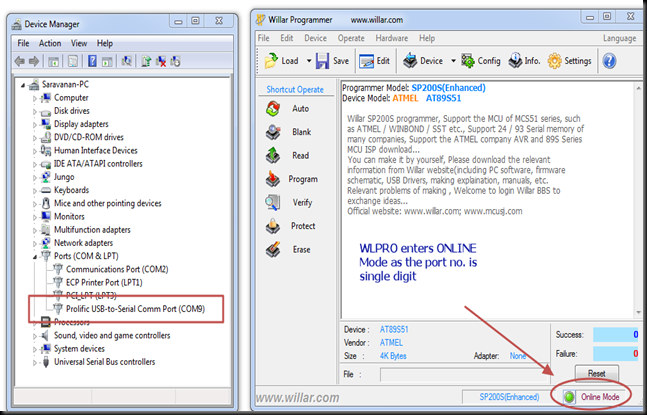 Device Manager
File Action View Help
Saravanan-PC
Computer
Disk drives
Display adapters
DVD/CD-ROM drives
Human Interface Devices
IDE ATA/ATAPI controllers
Jungo
Keyboards
Mice and other pointing devices
Monitors
Multifunction adapters
Network adapters
Ports (COM & LPT)
Communications Port (COM2)
ECP Printer Port (LPT1)
PCI_LPT (LPT3)
Prolific USB-to-Serial Comm Port (COM9)
Processors
Sound, video and game controllers
System devices
Universal Serial Bus controllers
Willar Programmer www.willar.com
File Edit Device Operate Hardware Help Language
Load Save Edit Device Config Info. Settings
Shortcut Operate
Auto
Blank
Read
Program
Verify
Protect
Erase
Programmer Model: SP200S(Enhanced)
Device Model: ATMEL AT89S51
Willar SP200S programmer, Support the MCU of MCS51 series, such
as ATMEL / WINBOND / SST etc., Support 24 / 93 Serial memory of
many companies, Support the ATMEL company AVR and 89S Series
MCU ISP download...
You can make it by yourself, Please download the relevant
information from Willar website(including PC software, firmware
schematic, USB Drivers, making explanation, manuals, etc.
Relevant problems of making , Welcome to login Willar BBS to
exchange ideas...
Official website: www.willar.com; www.mcusj.com
WLPRO enters ONLINE
Mode as the port no. is
single digit
Device : AT89S51
Vendor : ATMEL
Size : 4K Bytes Adapter: None
File :
Success: 0
Failure: 0
Reset
www.willar.com SP200S(Enhanced) Online Mode